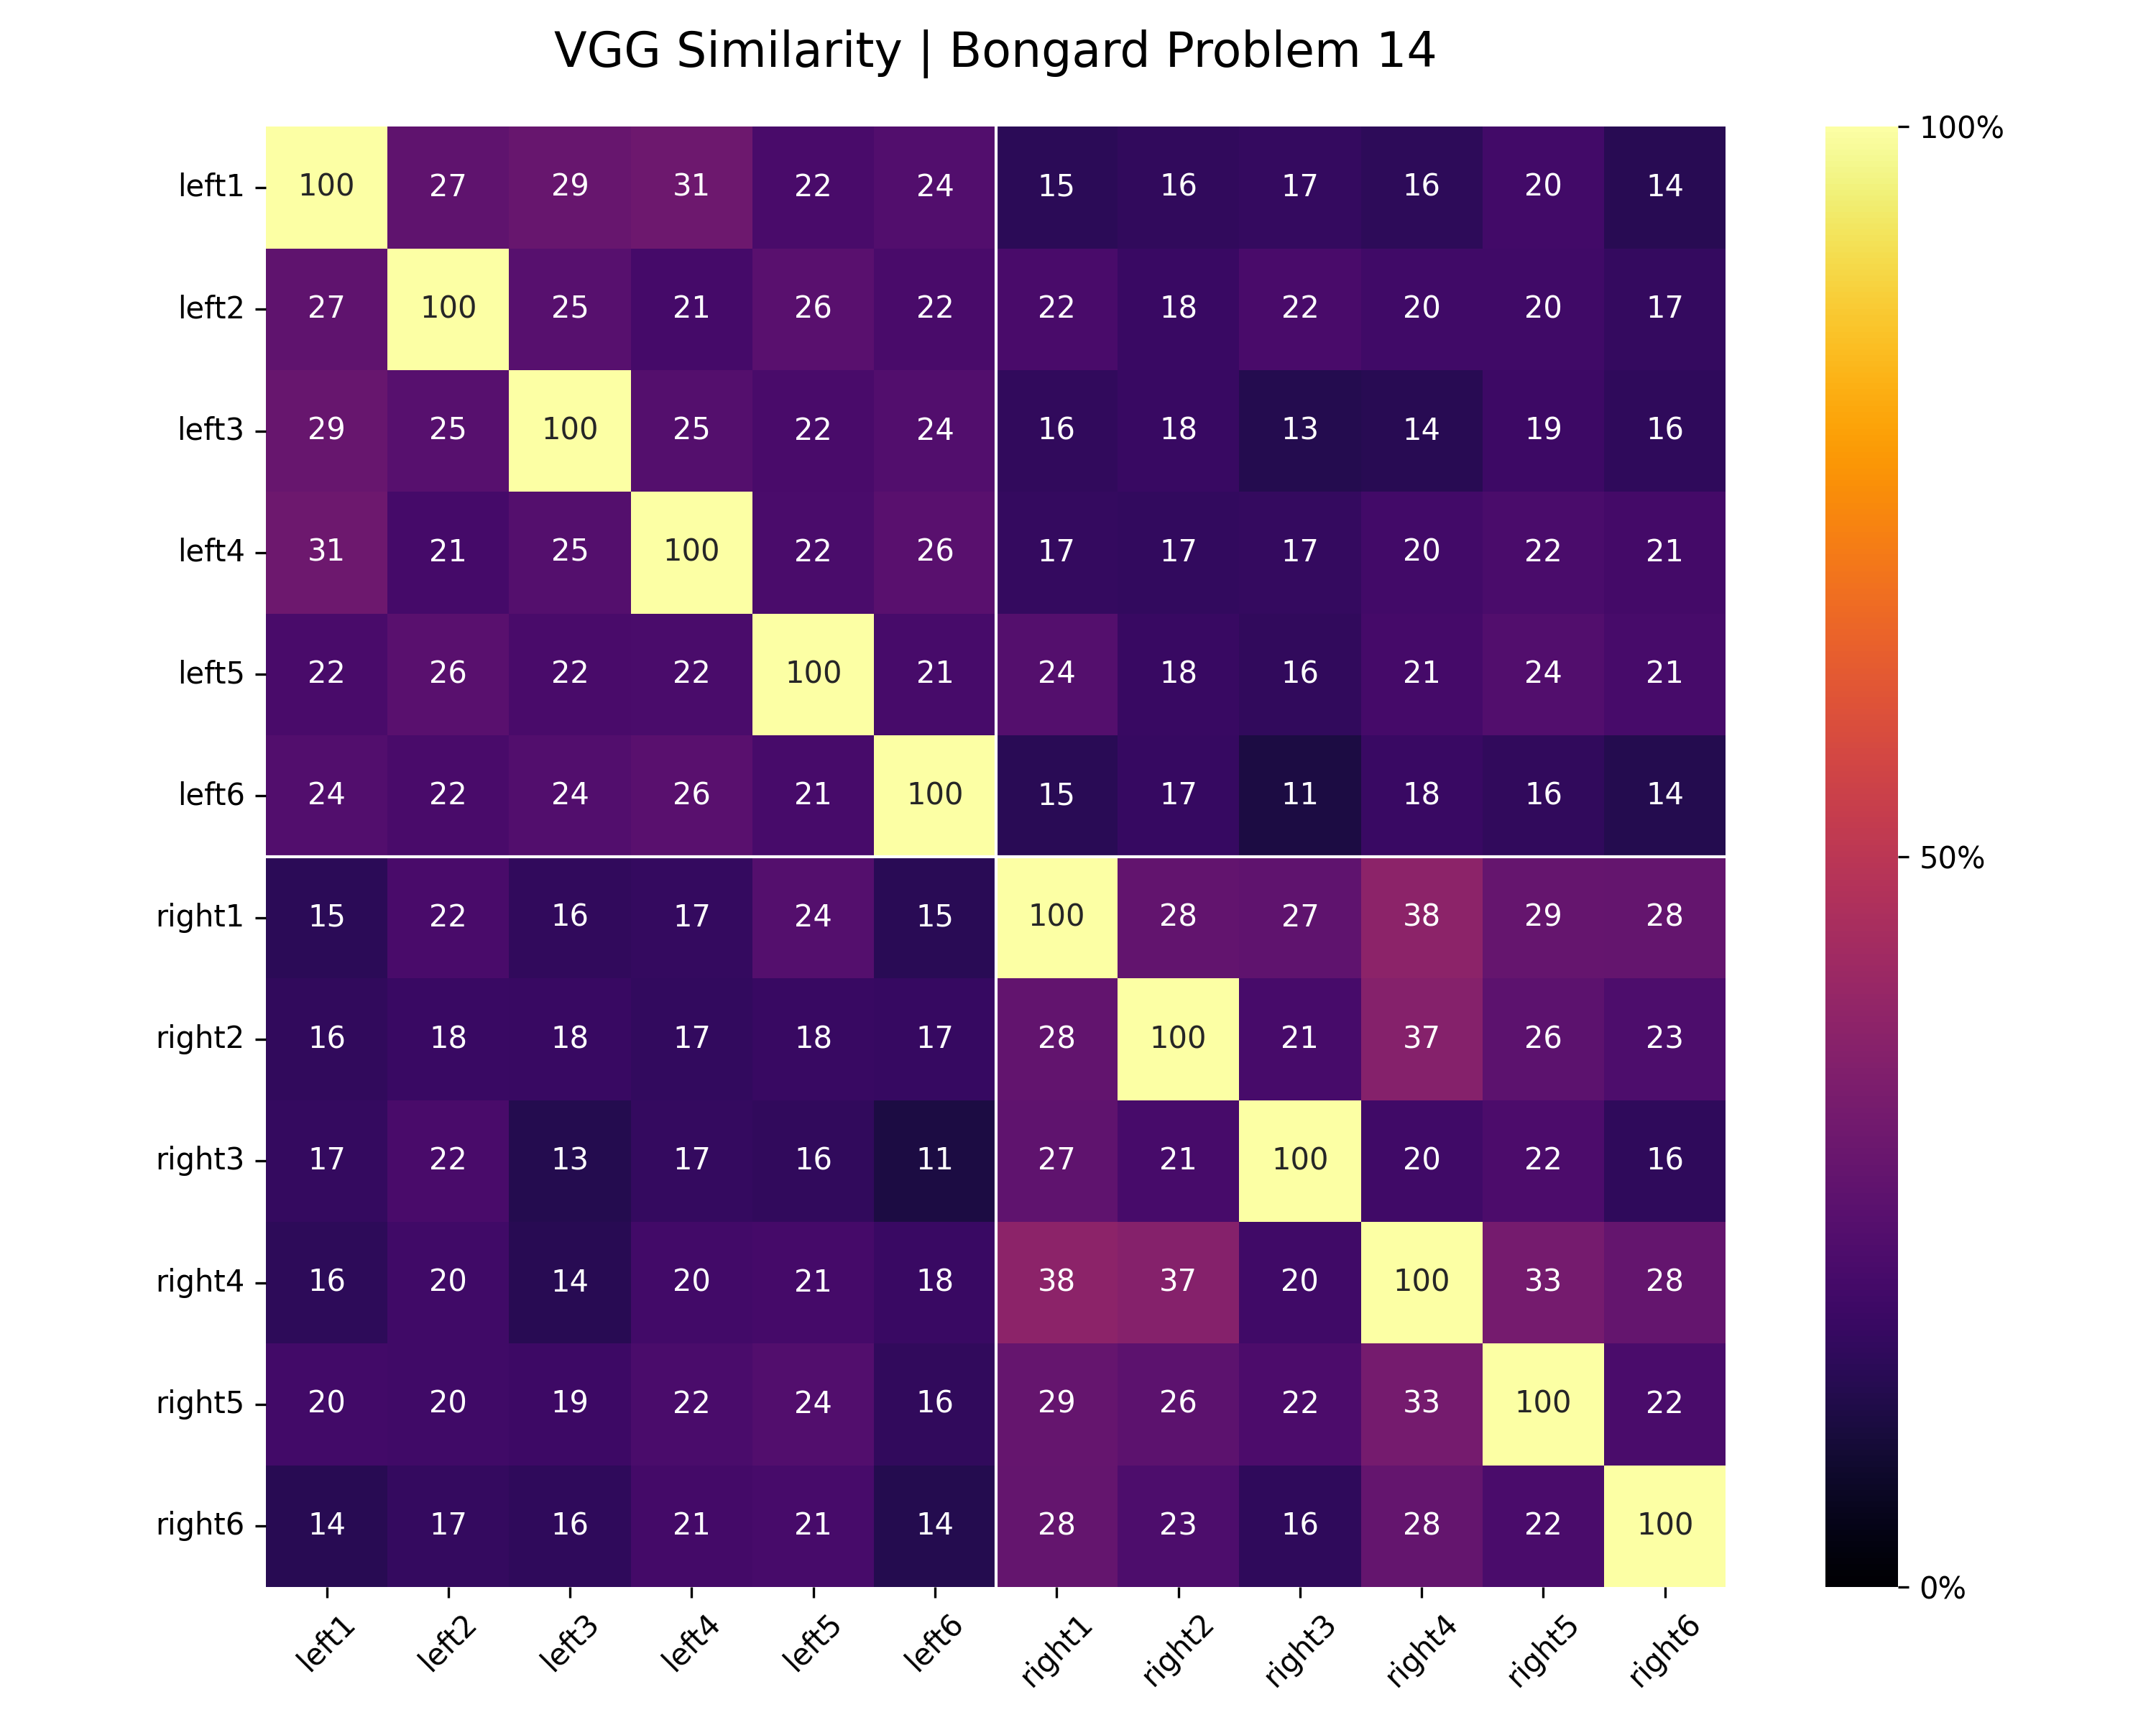 VGG Similarity | Bongard Problem 14
left1 100 27 29 31 22 24 15 16 17 16 20 14
left2 27 100 25 21 26 22 22 18 22 20 20 17
left3 29 25 100 25 22 24 16 18 13 14 19 16
left4 31 21 25 100 22 26 17 17 17 20 22 21
left5 22 26 22 22 100 21 24 18 16 21 24 21
left6 24 22 24 26 21 100 15 17 11 18 16 14
right1 15 22 16 17 24 15 100 28 27 38 29 28
right2 16 18 18 17 18 17 28 100 21 37 26 23
right3 17 22 13 17 16 11 27 21 100 20 22 16
right4 16 20 14 20 21 18 38 37 20 100 33 28
right5 20 20 19 22 24 16 29 26 22 33 100 22
right6 14 17 16 21 21 14 28 23 16 28 22 100
left1 left2 left3 left4 left5 left6 right1 right2 right3 right4 right5 right6
100%
50%
0%